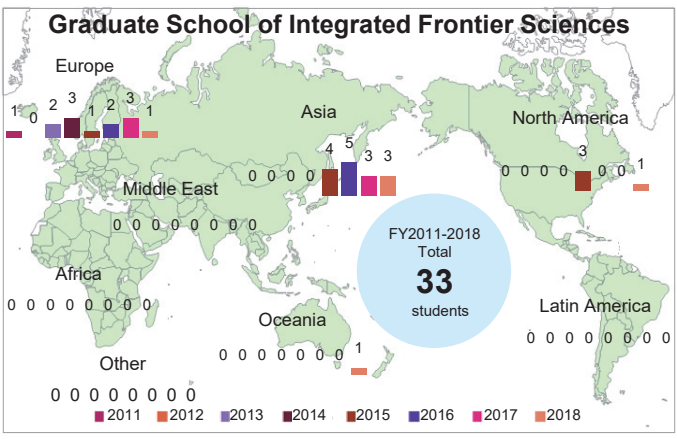 Graduate School of Integrated Frontier Sciences
Europe
1 0 2 3 1 2 3 1
Asia
0 0 0 0 4 5 3 3
North America
0 0 0 0 3 0 0 1
Middle East
0 0 0 0 0 0 0 0
FY2011-2018
Total
33
students
Africa
0 0 0 0 0 0 0 0
Oceania
0 0 0 0 0 0 0 1
Latin America
0 0 0 0 0 0 0 0
Other
0 0 0 0 0 0 0 0
2011 2012 2013 2014 2015 2016 2017 2018